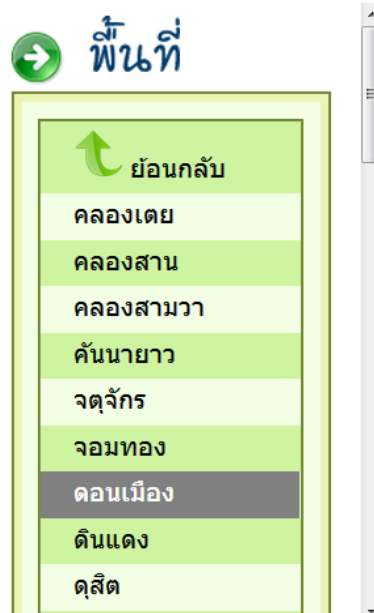 พื้นที่
ย้อนกลับ
คลองเตย
คลองสาน
คลองสามวา
คันนายาว
จตุจักร
จอมทอง
ดอนเมือง
ดินแดง
ดุสิต